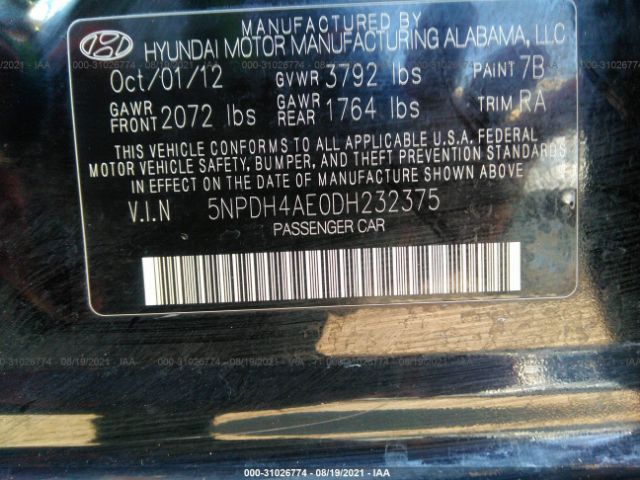 MANUFACTURED BY
HYUNDAI MOTOR MANUFACTURING ALABAMA, LLC
Oct/01/12 GVWR 3792 lbs PAINT 7B
GAWR FRONT 2072 lbs GAWR REAR 1764 lbs TRIM RA
THIS VEHICLE CONFORMS TO ALL APPLICABLE U.S.A. FEDERAL
MOTOR VEHICLE SAFETY, BUMPER, AND THEFT PREVENTION STANDARDS
IN EFFECT ON THE DATE OF MANUFACTURE SHOWN ABOVE.
V.I.N 5NPDH4AE0DH232375
PASSENGER CAR
000-31026774 - 08/19/2021 - IAA